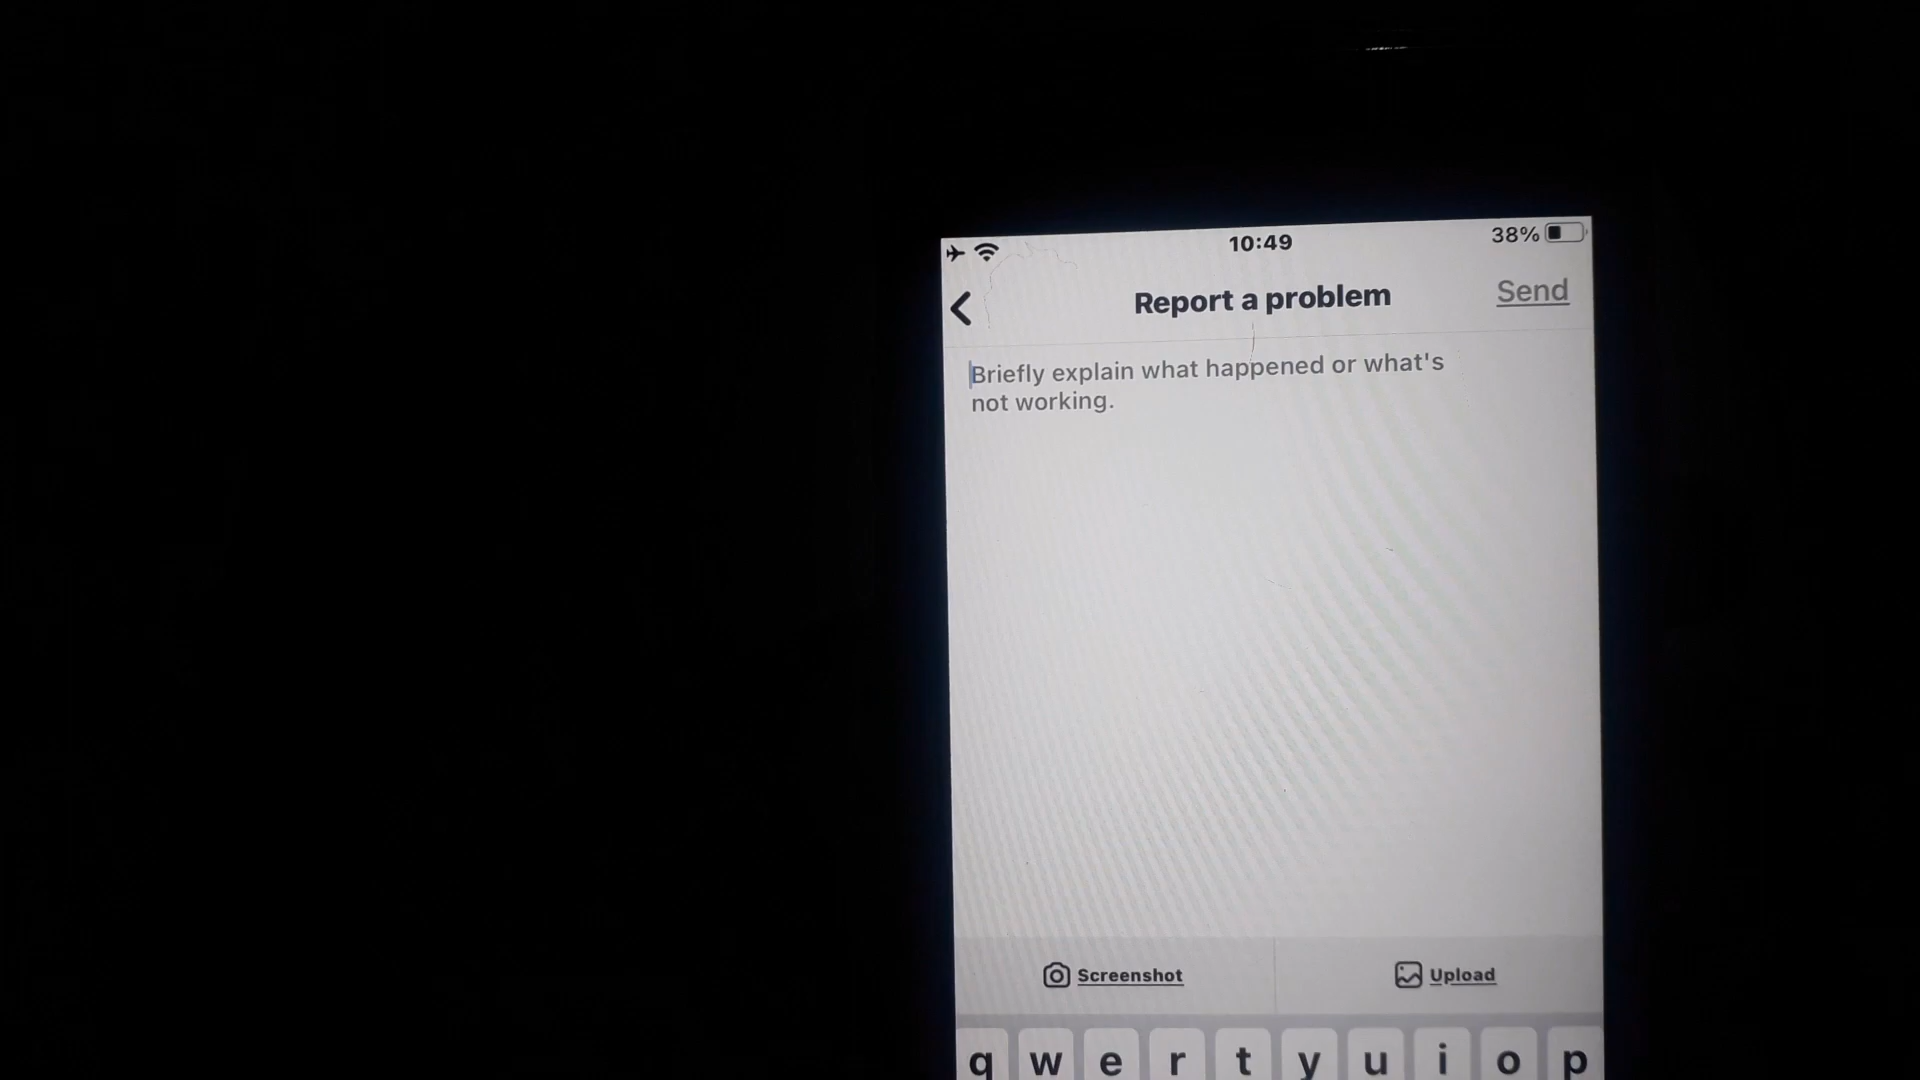 10:49
38%
Report a problem
Send
Briefly explain what happened or what's
not working.
Screenshot
Upload
q w e r t y u i o p